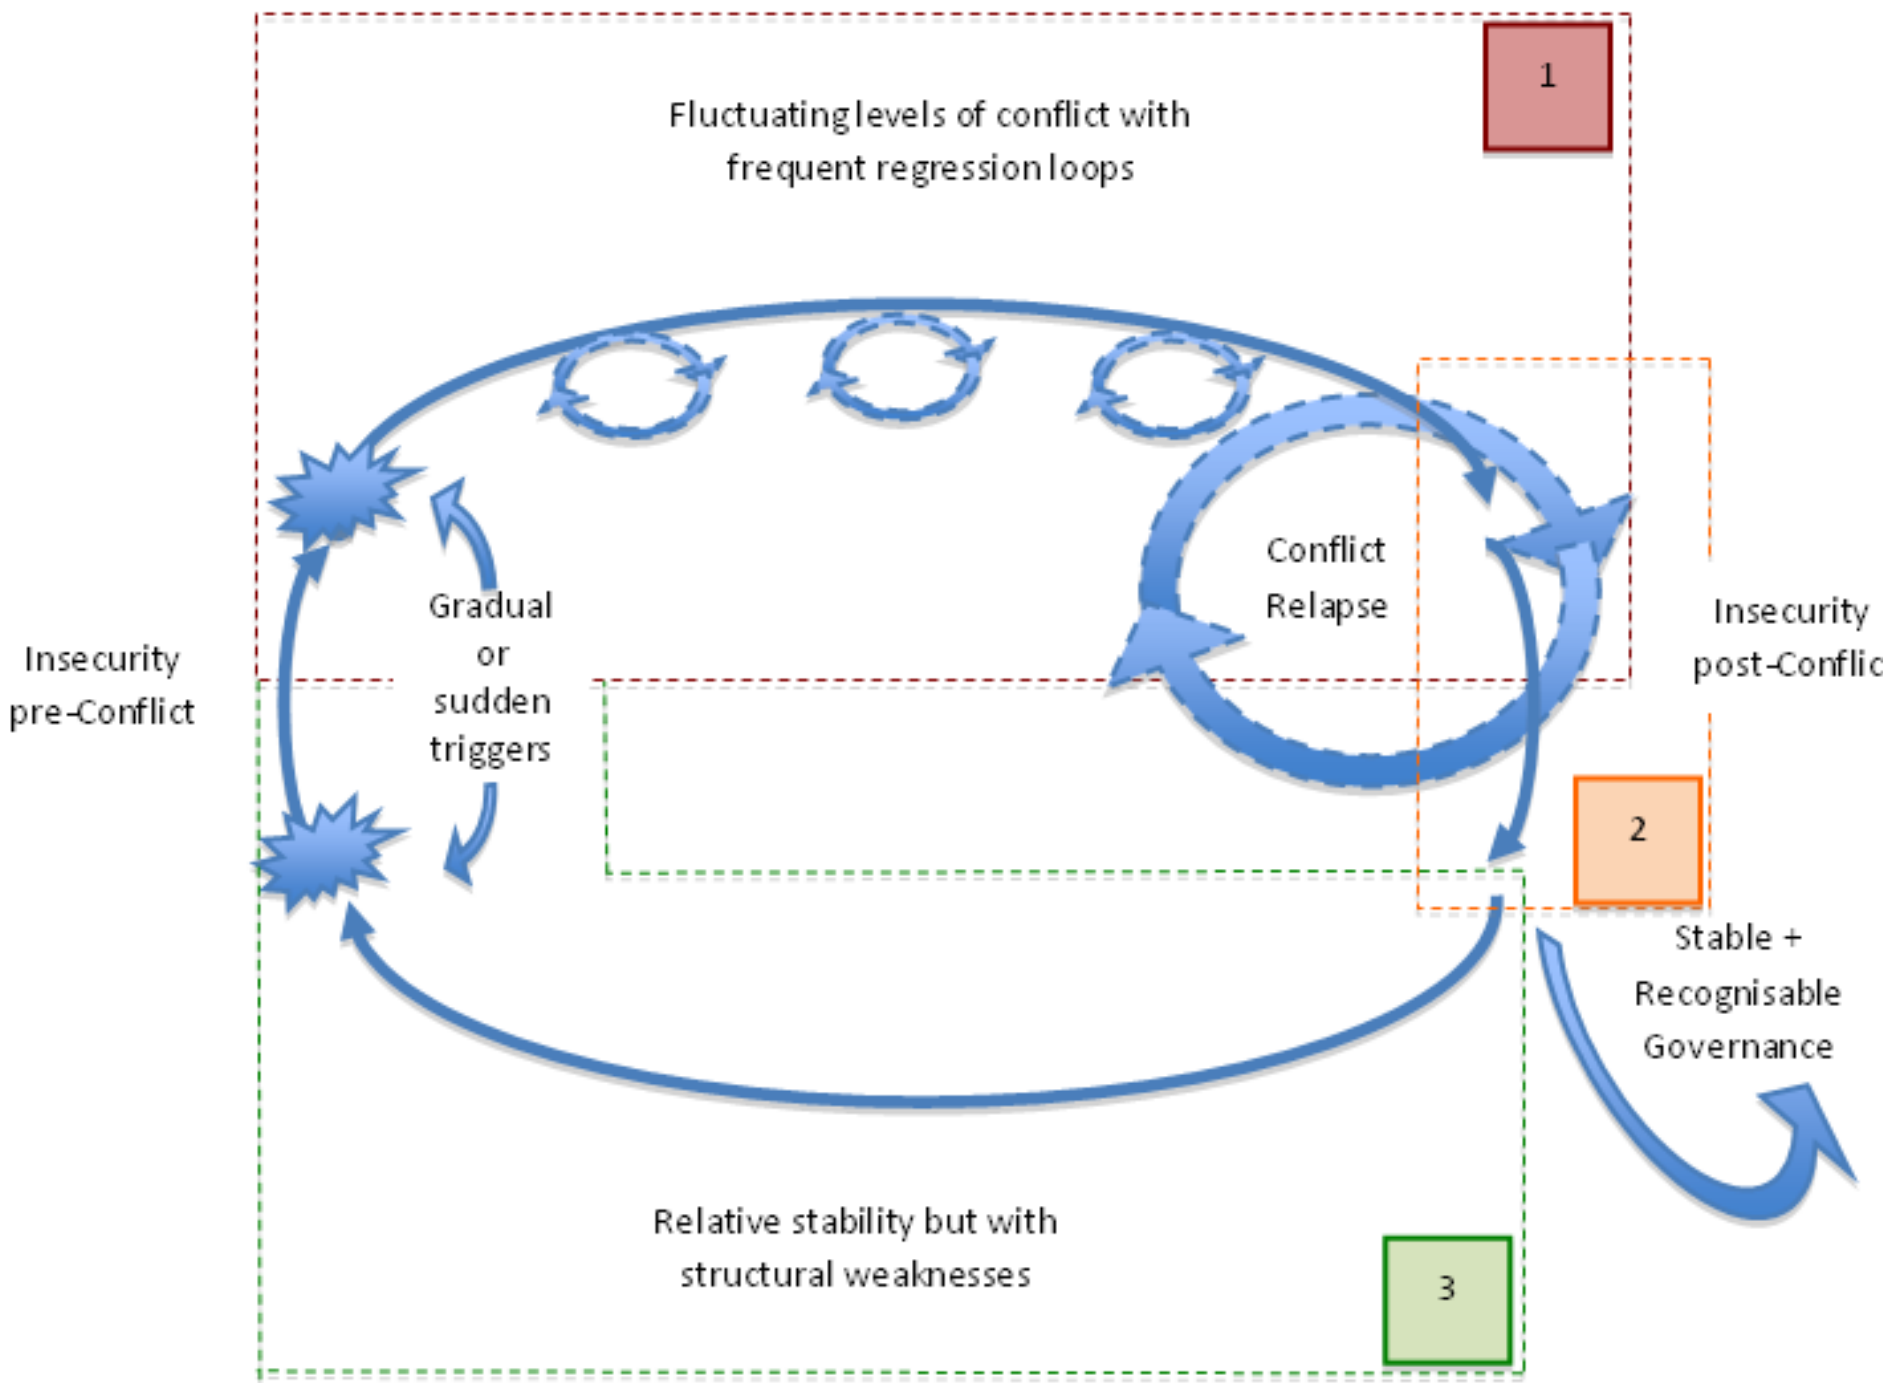 1
Fluctuating levels of conflict with
frequent regression loops
Conflict
Relapse
Gradual
or
sudden
triggers
Insecurity
pre-Conflict
Insecurity
post-Conflic
2
Stable +
Recognisable
Governance
Relative stability but with
structural weaknesses
3